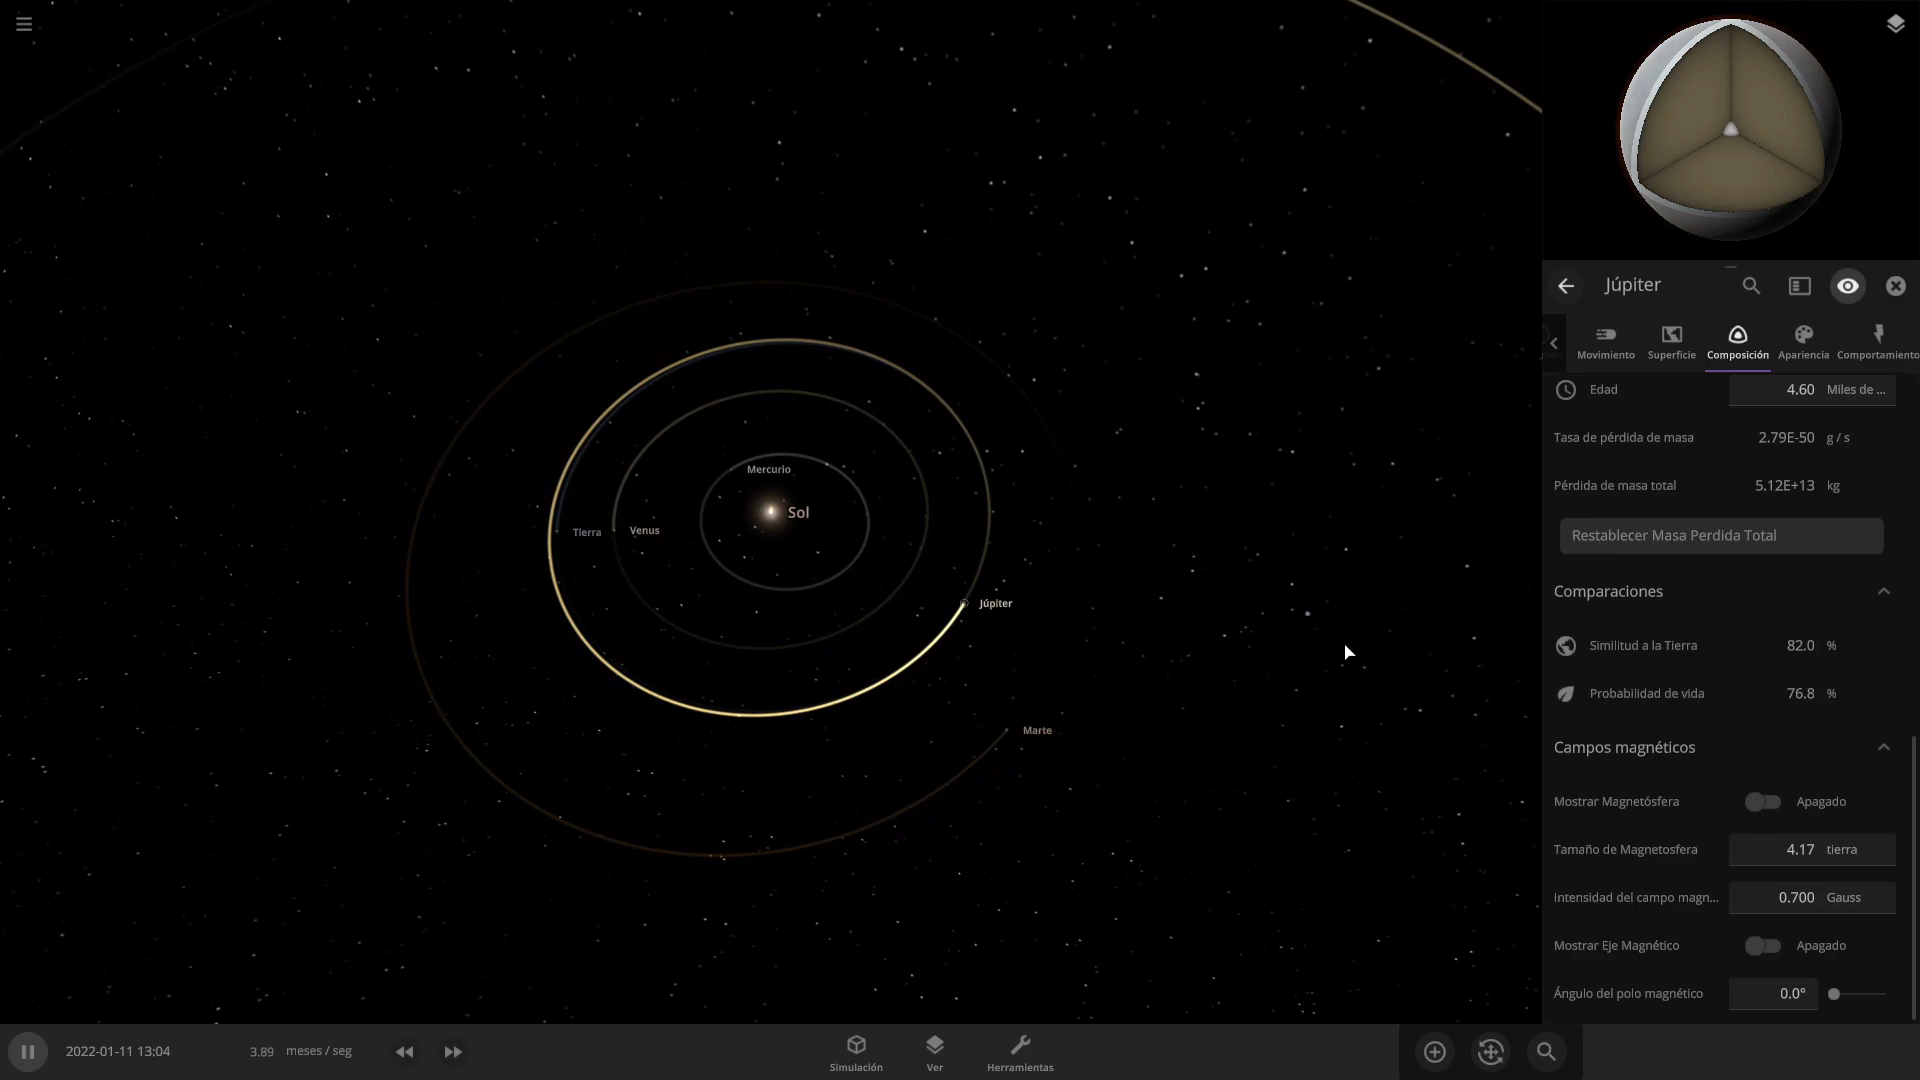 Mercurio
Sol
Tierra
Venus
Júpiter
Marte
Júpiter
Movimiento
Superficie
Composición
Apariencia
Comportamiento
Edad 4.60 Miles de ...
Tasa de pérdida de masa 2.79E-50 g / s
Pérdida de masa total 5.12E+13 kg
Restablecer Masa Perdida Total
Comparaciones
Similitud a la Tierra 82.0 %
Probabilidad de vida 76.8 %
Campos magnéticos
Mostrar Magnetósfera Apagado
Tamaño de Magnetosfera 4.17 tierra
Intensidad del campo magn... 0.700 Gauss
Mostrar Eje Magnético Apagado
Ángulo del polo magnético 0.0°
2022-01-11 13:04 3.89 meses / seg
Simulación
Ver
Herramientas